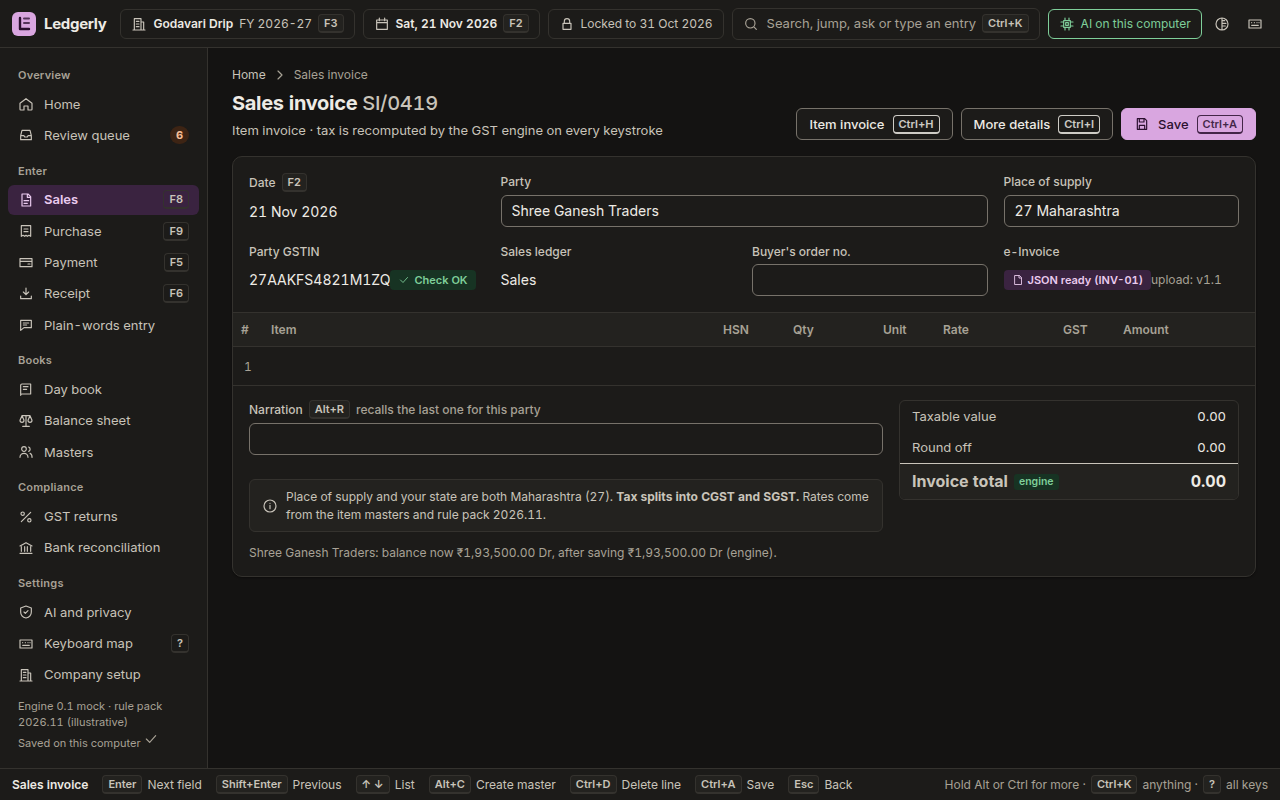 Ledgerly
Godavari Drip FY 2026-27 F3
Sat, 21 Nov 2026 F2
Locked to 31 Oct 2026
Search, jump, ask or type an entry Ctrl+K
AI on this computer
Overview
Home
Review queue 6
Enter
Sales F8
Purchase F9
Payment F5
Receipt F6
Plain-words entry
Books
Day book
Balance sheet
Masters
Compliance
GST returns
Bank reconciliation
Settings
AI and privacy
Keyboard map ?
Company setup
Engine 0.1 mock · rule pack
2026.11 (illustrative)
Saved on this computer
Home > Sales invoice
Sales invoice SI/0419
Item invoice · tax is recomputed by the GST engine on every keystroke
Item invoice Ctrl+H
More details Ctrl+I
Save Ctrl+A
Date F2
Party
Place of supply
21 Nov 2026
Shree Ganesh Traders
27 Maharashtra
Party GSTIN
Sales ledger
Buyer's order no.
e-Invoice
27AAKFS4821M1ZQ Check OK
Sales
JSON ready (INV-01) upload: v1.1
# Item HSN Qty Unit Rate GST Amount
1
Narration Alt+R recalls the last one for this party
Place of supply and your state are both Maharashtra (27). Tax splits into CGST and SGST. Rates come
from the item masters and rule pack 2026.11.
Shree Ganesh Traders: balance now ₹1,93,500.00 Dr, after saving ₹1,93,500.00 Dr (engine).
Taxable value 0.00
Round off 0.00
Invoice total engine 0.00
Sales invoice Enter Next field Shift+Enter Previous ↑↓ List Alt+C Create master Ctrl+D Delete line Ctrl+A Save Esc Back
Hold Alt or Ctrl for more · Ctrl+K anything · ? all keys